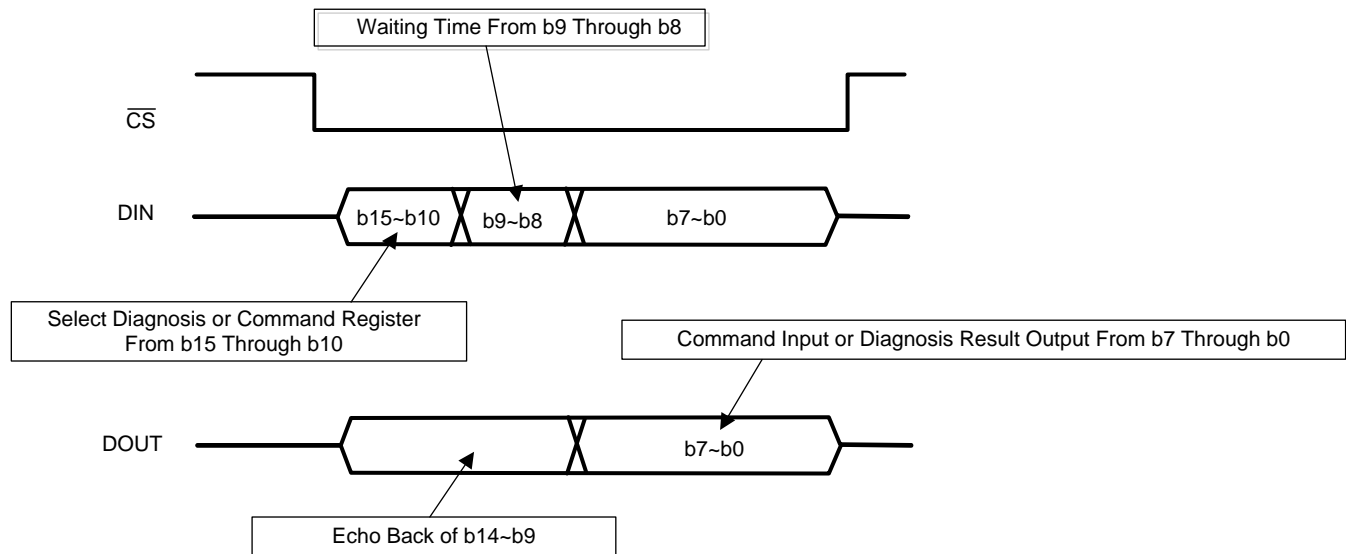 Waiting Time From b9 Through b8
CS
DIN
b15~b10
b9~b8
b7~b0
Select Diagnosis or Command Register
From b15 Through b10
Command Input or Diagnosis Result Output From b7 Through b0
DOUT
b7~b0
Echo Back of b14~b9